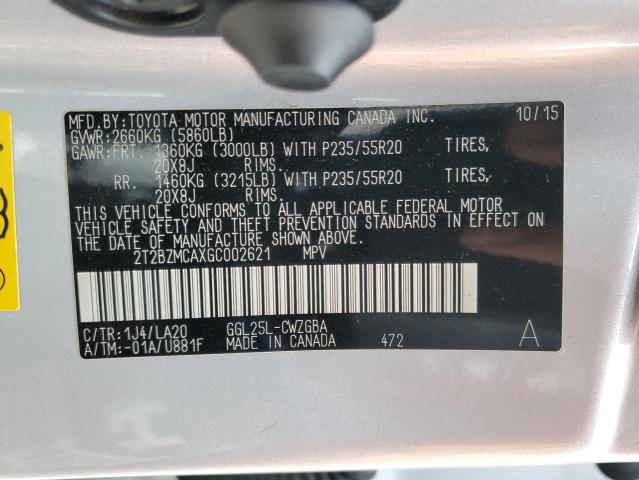 MFD.BY:TOYOTA MOTOR MANUFACTURING CANADA INC. 10/15
GVWR:2660KG (5860LB)
GAWR:FRT. 1360KG (3000LB) WITH P235/55R20 TIRES,
20X8J RIMS.
RR. 1460KG (3215LB) WITH P235/55R20 TIRES,
20X8J RIMS.
THIS VEHICLE CONFORMS TO ALL APPLICABLE FEDERAL MOTOR
VEHICLE SAFETY AND THEFT PREVENTION STANDARDS IN EFFECT ON
THE DATE OF MANUFACTURE SHOWN ABOVE.
2T2BZMCAXGC002621 MPV
C/TR:1J4/LA20 GGL25L-CWZGBA
A/TM:-01A/U881F MADE IN CANADA 472 A